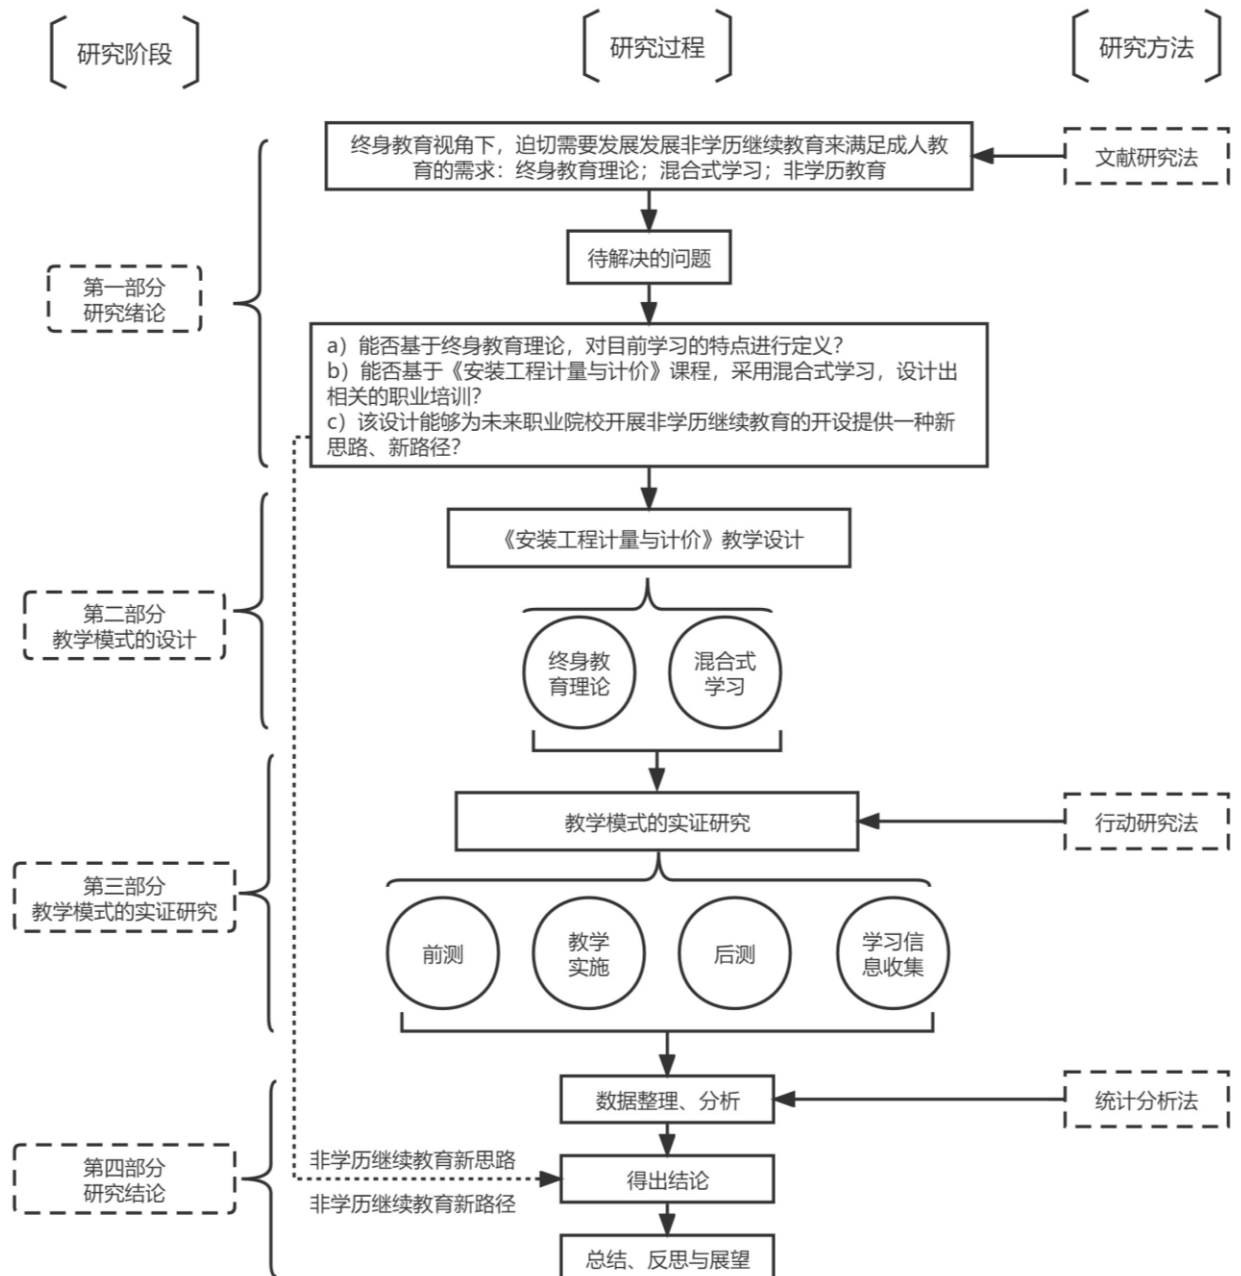 研究阶段
研究过程
研究方法
终身教育视角下，迫切需要发展发展非学历继续教育来满足成人教
育的需求：终身教育理论；混合式学习；非学历教育
文献研究法
待解决的问题
第一部分
研究绪论
a）能否基于终身教育理论，对目前学习的特点进行定义？
b）能否基于《安装工程计量与计价》课程，采用混合式学习，设计出
相关的职业培训？
c）该设计能够为未来职业院校开展非学历继续教育的开设提供一种新
思路、新路径？
《安装工程计量与计价》教学设计
第二部分
教学模式的设计
终身教
育理论
混合式
学习
教学模式的实证研究
行动研究法
第三部分
教学模式的实证研究
前测
教学
实施
后测
学习信
息收集
数据整理、分析
统计分析法
第四部分
研究结论
非学历继续教育新思路
非学历继续教育新路径
得出结论
总结、反思与展望